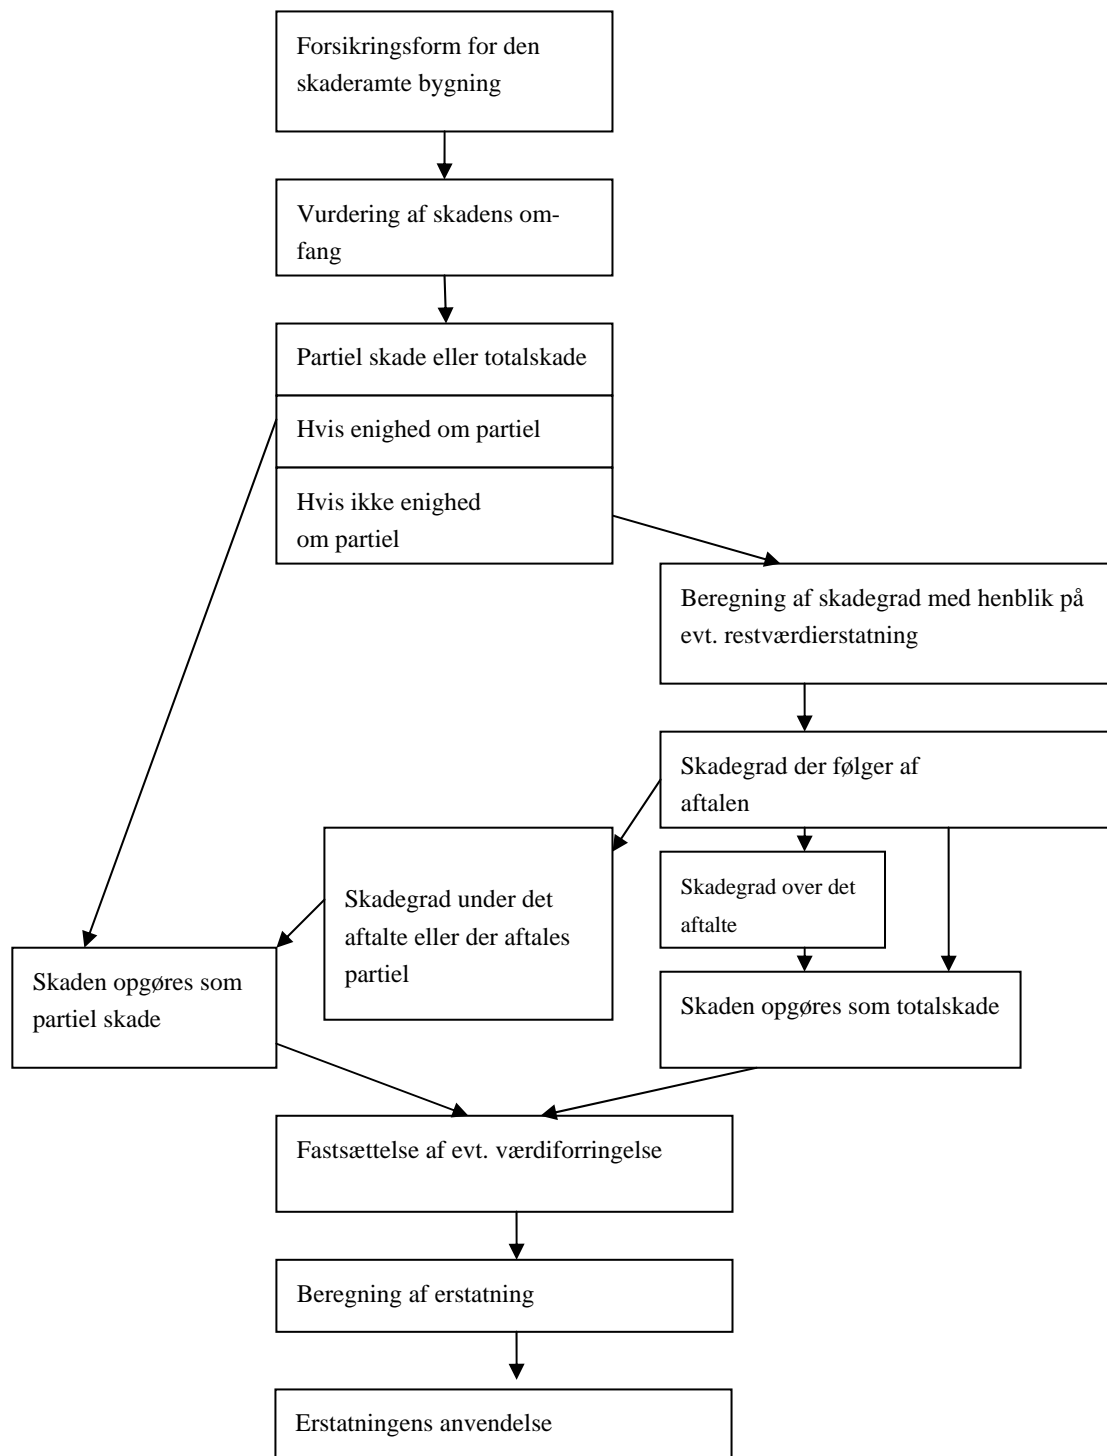 Forsikringsform for den
skaderamte bygning
Vurdering af skadens om-
fang
Partiel skade eller totalskade
Hvis enighed om partiel
Hvis ikke enighed
om partiel
Beregning af skadegrad med henblik på
evt. restværdierstatning
Skadegrad der følger af
aftalen
Skadegrad over det
aftalte
Skadegrad under det
aftalte eller der aftales
partiel
Skaden opgøres som
partiel skade
Skaden opgøres som totalskade
Fastsættelse af evt. værdiforringelse
Beregning af erstatning
Erstatningens anvendelse